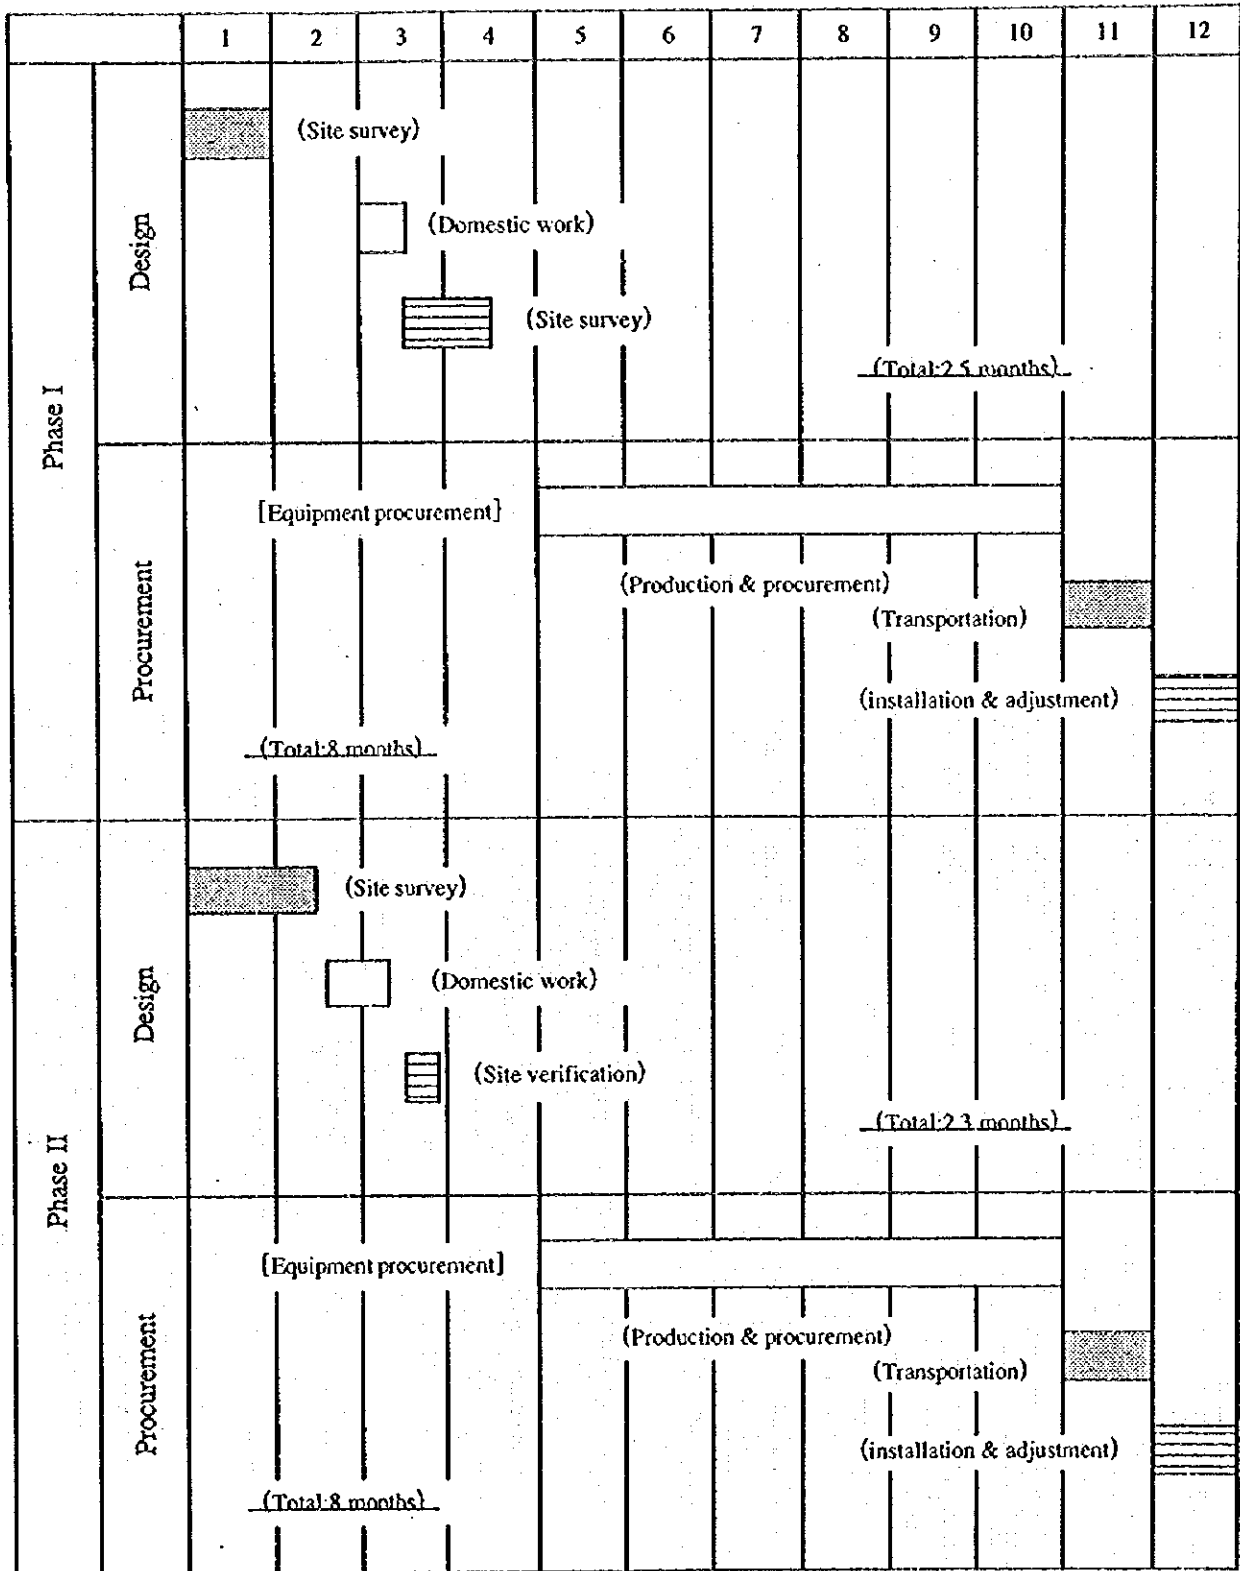 1 2 3 4 5 6 7 8 9 10 11 12
Phase I
Design
(Site survey)
(Domestic work)
(Site survey)
(Total:2.5 months)
Procurement
[Equipment procurement]
(Production & procurement)
(Transportation)
(installation & adjustment)
(Total:8 months)
Phase II
Design
(Site survey)
(Domestic work)
(Site verification)
(Total:2.3 months)
Procurement
[Equipment procurement]
(Production & procurement)
(Transportation)
(installation & adjustment)
(Total:8 months)